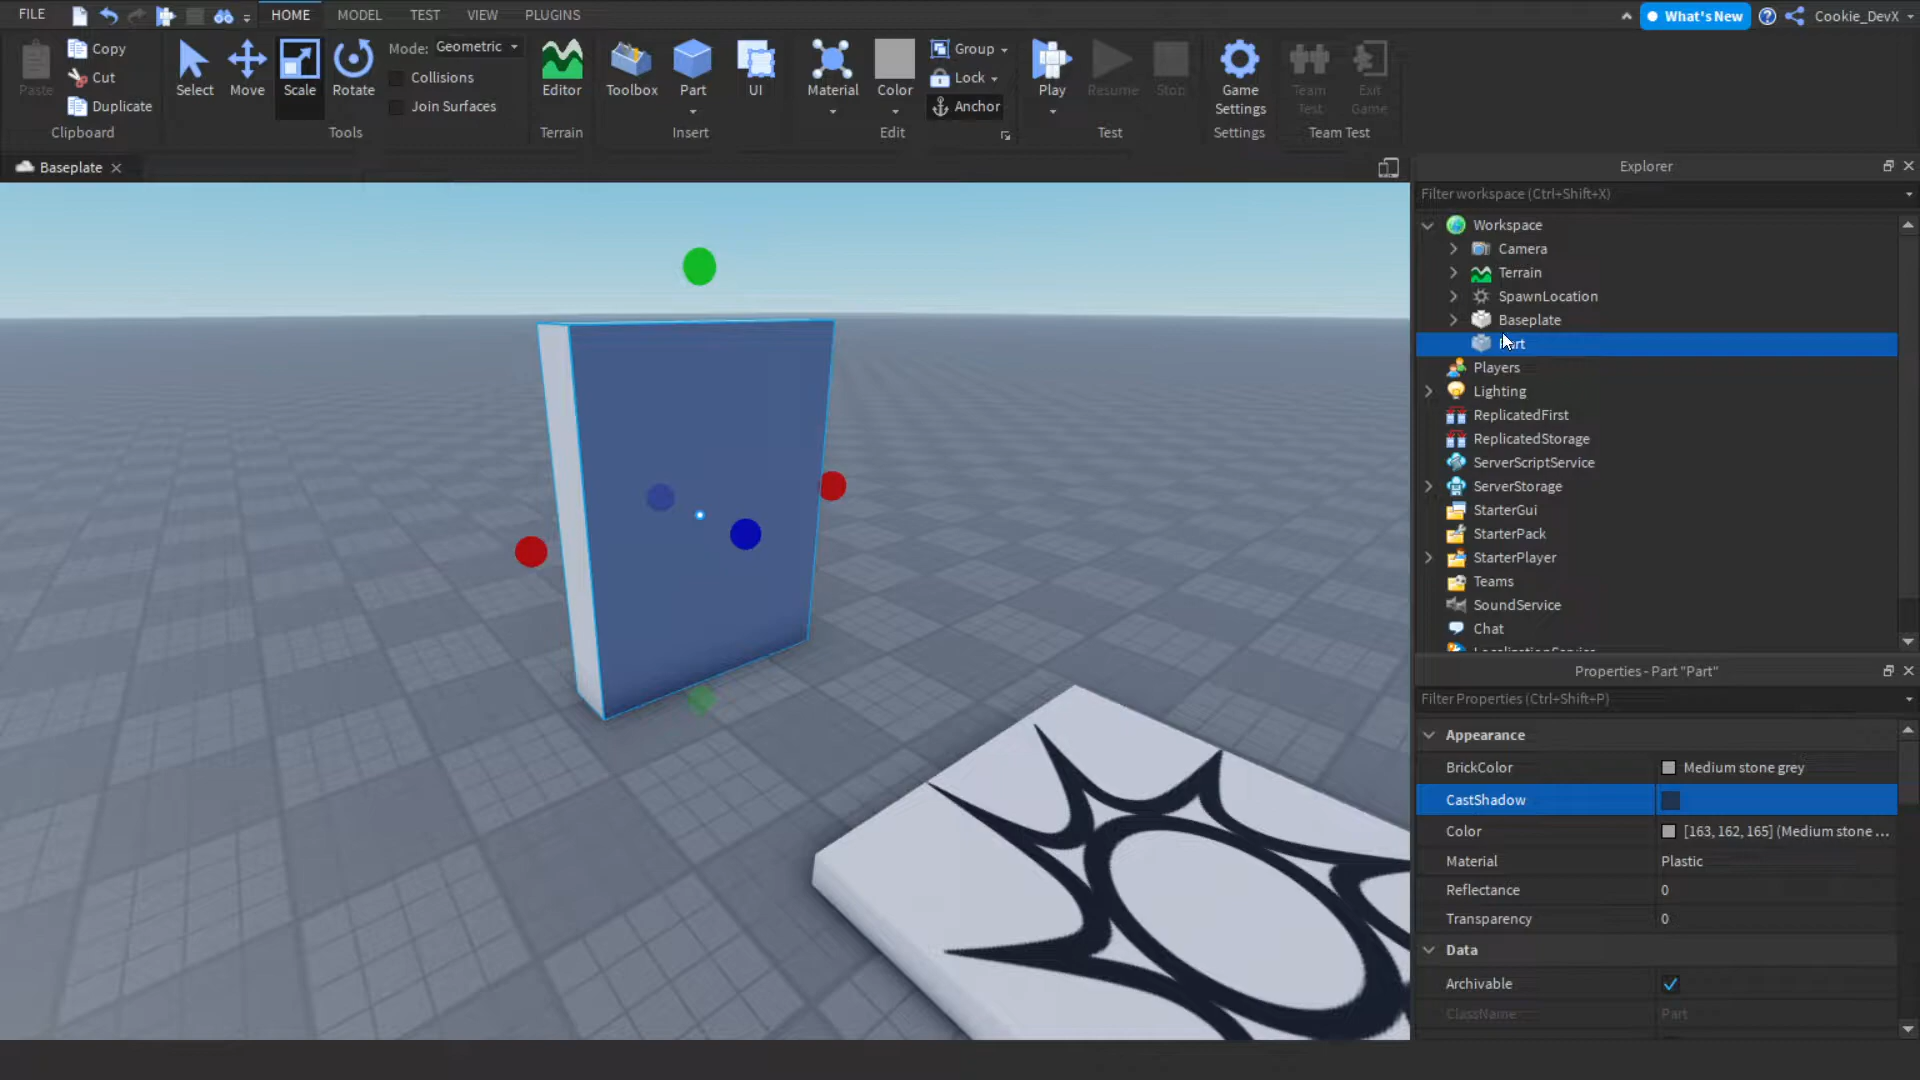 FILE HOME MODEL TEST VIEW PLUGINS What's New Cookie_DevX
Paste Copy Cut Duplicate Clipboard
Select Move Scale Rotate Mode: Geometric Collisions Join Surfaces Tools
Editor Terrain
Toolbox Part UI Insert
Material Color Group Lock Anchor Edit
Play Resume Stop Test
Game Settings Settings
Team Test Exit Game Team Test
Baseplate
Explorer
Filter workspace (Ctrl+Shift+X)
Workspace
Camera
Terrain
SpawnLocation
Baseplate
Players
Lighting
ReplicatedFirst
ReplicatedStorage
ServerScriptService
ServerStorage
StarterGui
StarterPack
StarterPlayer
Teams
SoundService
Chat
Properties - Part "Part"
Filter Properties (Ctrl+Shift+P)
Appearance
BrickColor Medium stone grey
CastShadow
Color [163, 162, 165] (Medium stone ...
Material Plastic
Reflectance 0
Transparency 0
Data
Archivable
ClassName Part